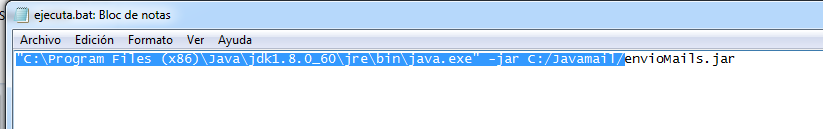 ejecuta.bat: Bloc de notas
Archivo Edición Formato Ver Ayuda
"C:\Program Files (x86)\Java\jdk1.8.0_60\jre\bin\java.exe" -jar C:/Javamail/envioMails.jar